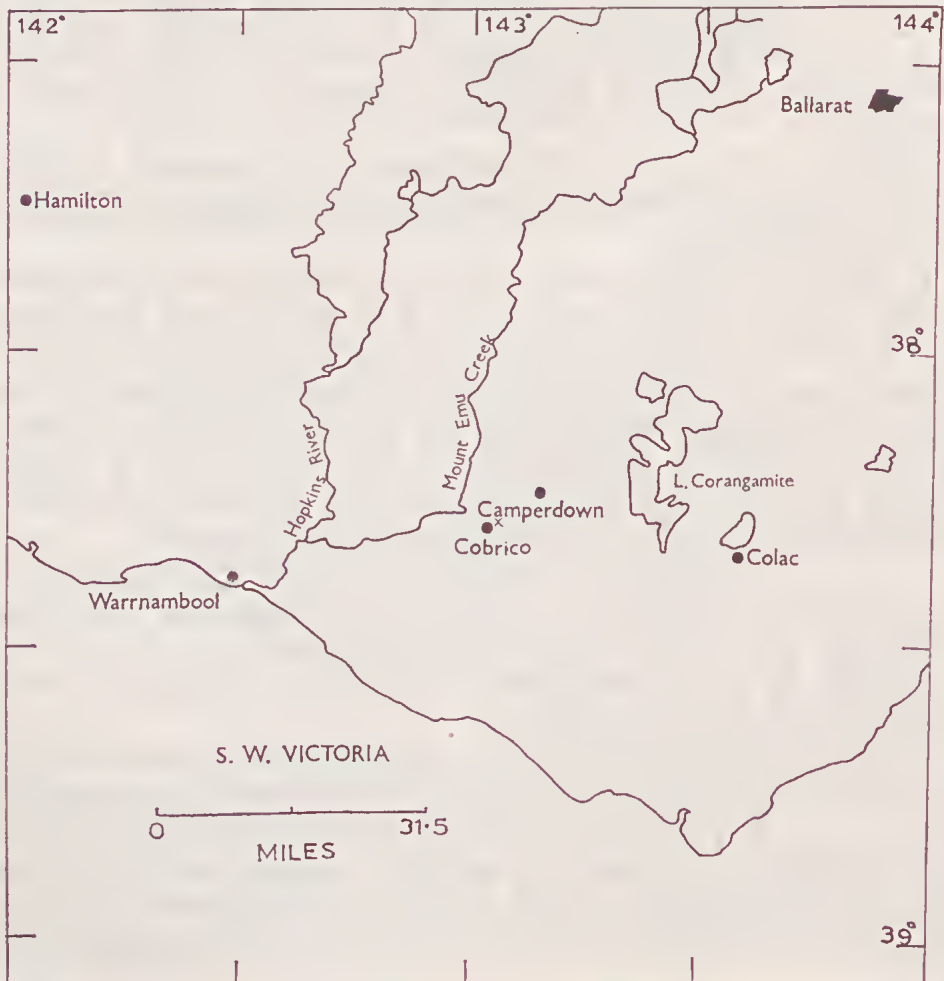 142°
143°
144°
Ballarat
Hamilton
38°
Mount Emu Creek
Hopkins River
L. Corangamite
Camperdown
x
Cobrico
Colac
Warrnambool
S. W. VICTORIA
0
31·5
MILES
39°